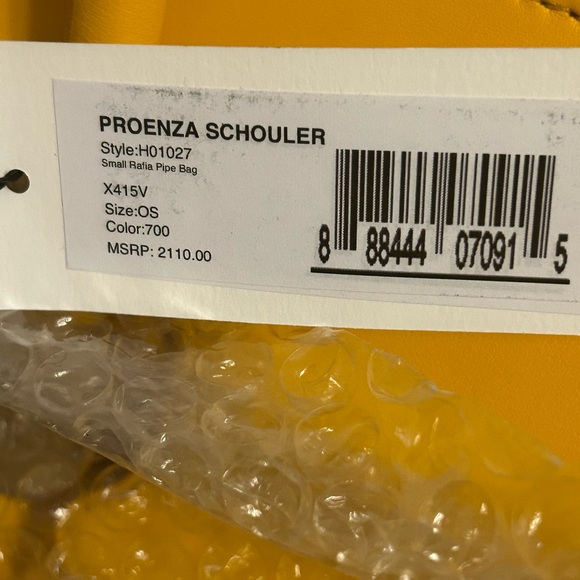 PROENZA SCHOULER
Style:H01027
Small Rafia Pipe Bag
X415V
Size:OS
Color:700
MSRP: 2110.00
8 88444 07091 5